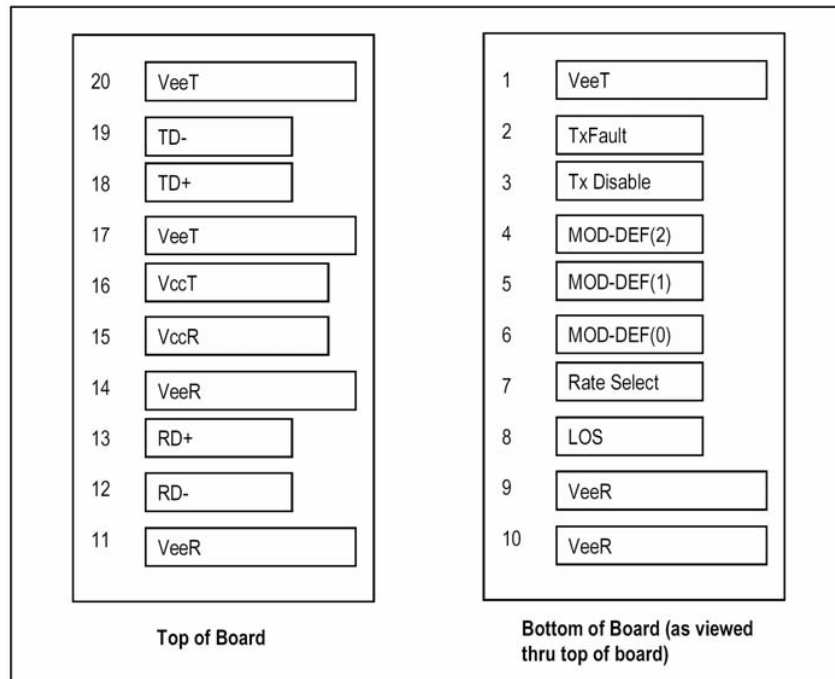 20 VeeT
19 TD-
18 TD+
17 VeeT
16 VccT
15 VccR
14 VeeR
13 RD+
12 RD-
11 VeeR
Top of Board
1 VeeT
2 TxFault
3 Tx Disable
4 MOD-DEF(2)
5 MOD-DEF(1)
6 MOD-DEF(0)
7 Rate Select
8 LOS
9 VeeR
10 VeeR
Bottom of Board (as viewed
thru top of board)